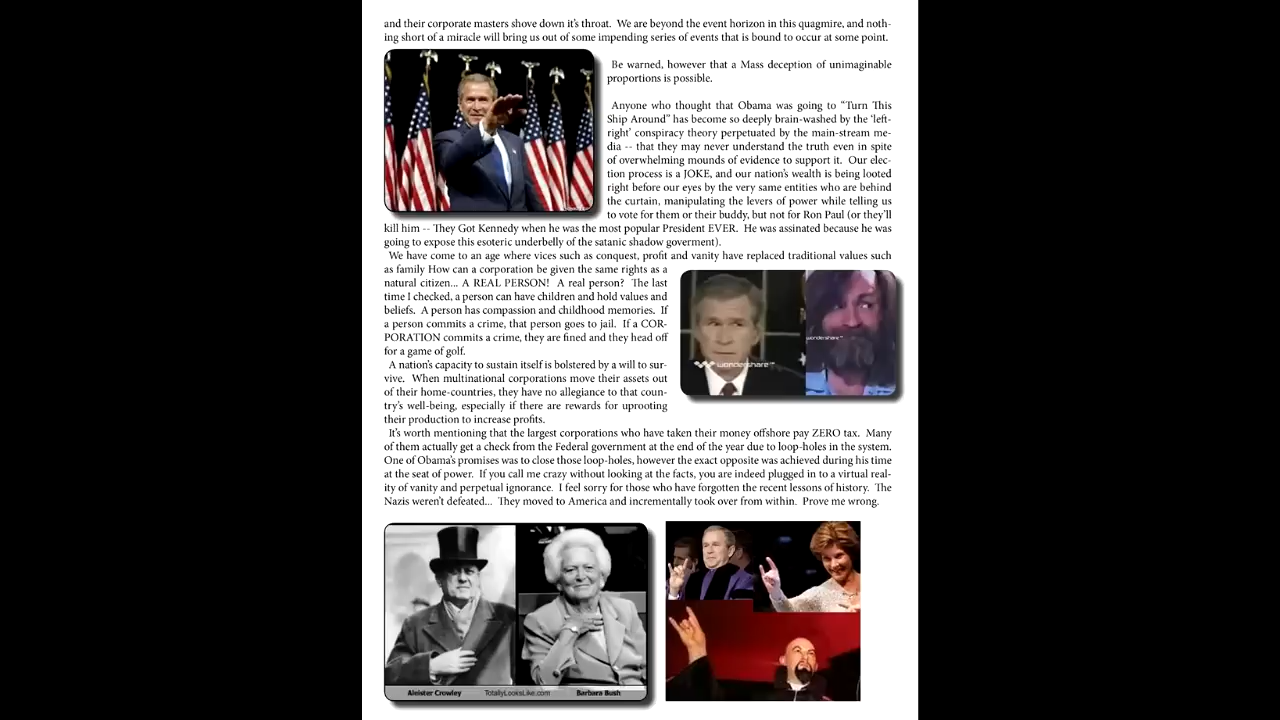 and their corporate masters shove down it's throat.  We are beyond the event horizon in this quagmire, and noth-
ing short of a miracle will bring us out of some impending series of events that is bound to occur at some point.
Be warned, however that a Mass deception of unimaginable
proportions is possible.
Anyone who thought that Obama was going to “Turn This
Ship Around” has become so deeply brain-washed by the ‘left-
right’ conspiracy theory perpetuated by the main-stream me-
dia -- that they may never understand the truth even in spite
of overwhelming mounds of evidence to support it.  Our elec-
tion process is a JOKE, and our nation's wealth is being looted
right before our eyes by the very same entities who are behind
the curtain, manipulating the levers of power while telling us
to vote for them or their buddy, but not for Ron Paul (or they'll
kill him -- They Got Kennedy when he was the most popular President EVER.  He was assinated because he was
going to expose this esoteric underbelly of the satanic shadow goverment).
We have come to an age where vices such as conquest, profit and vanity have replaced traditional values such
as family How can a corporation be given the same rights as a
natural citizen... A REAL PERSON!  A real person?  The last
time I checked, a person can have children and hold values and
beliefs.  A person has compassion and childhood memories.  If
a person commits a crime, that person goes to jail.  If a COR-
PORATION commits a crime, they are fined and they head off
for a game of golf.
A nation's capacity to sustain itself is bolstered by a will to sur-
vive.  When multinational corporations move their assets out
of their home-countries, they have no allegiance to that coun-
try's well-being, especially if there are rewards for uprooting
their production to increase profits.
wondershare™
wondershare™
It's worth mentioning that the largest corporations who have taken their money offshore pay ZERO tax.  Many
of them actually get a check from the Federal government at the end of the year due to loop-holes in the system.
One of Obama's promises was to close those loop-holes, however the exact opposite was achieved during his time
at the seat of power.  If you call me crazy without looking at the facts, you are indeed plugged in to a virtual real-
ity of vanity and perpetual ignorance.  I feel sorry for those who have forgotten the recent lessons of history.  The
Nazis weren't defeated...  They moved to America and incrementally took over from within.  Prove me wrong.
Aleister Crowley TotallyLooksLike.com Barbara Bush